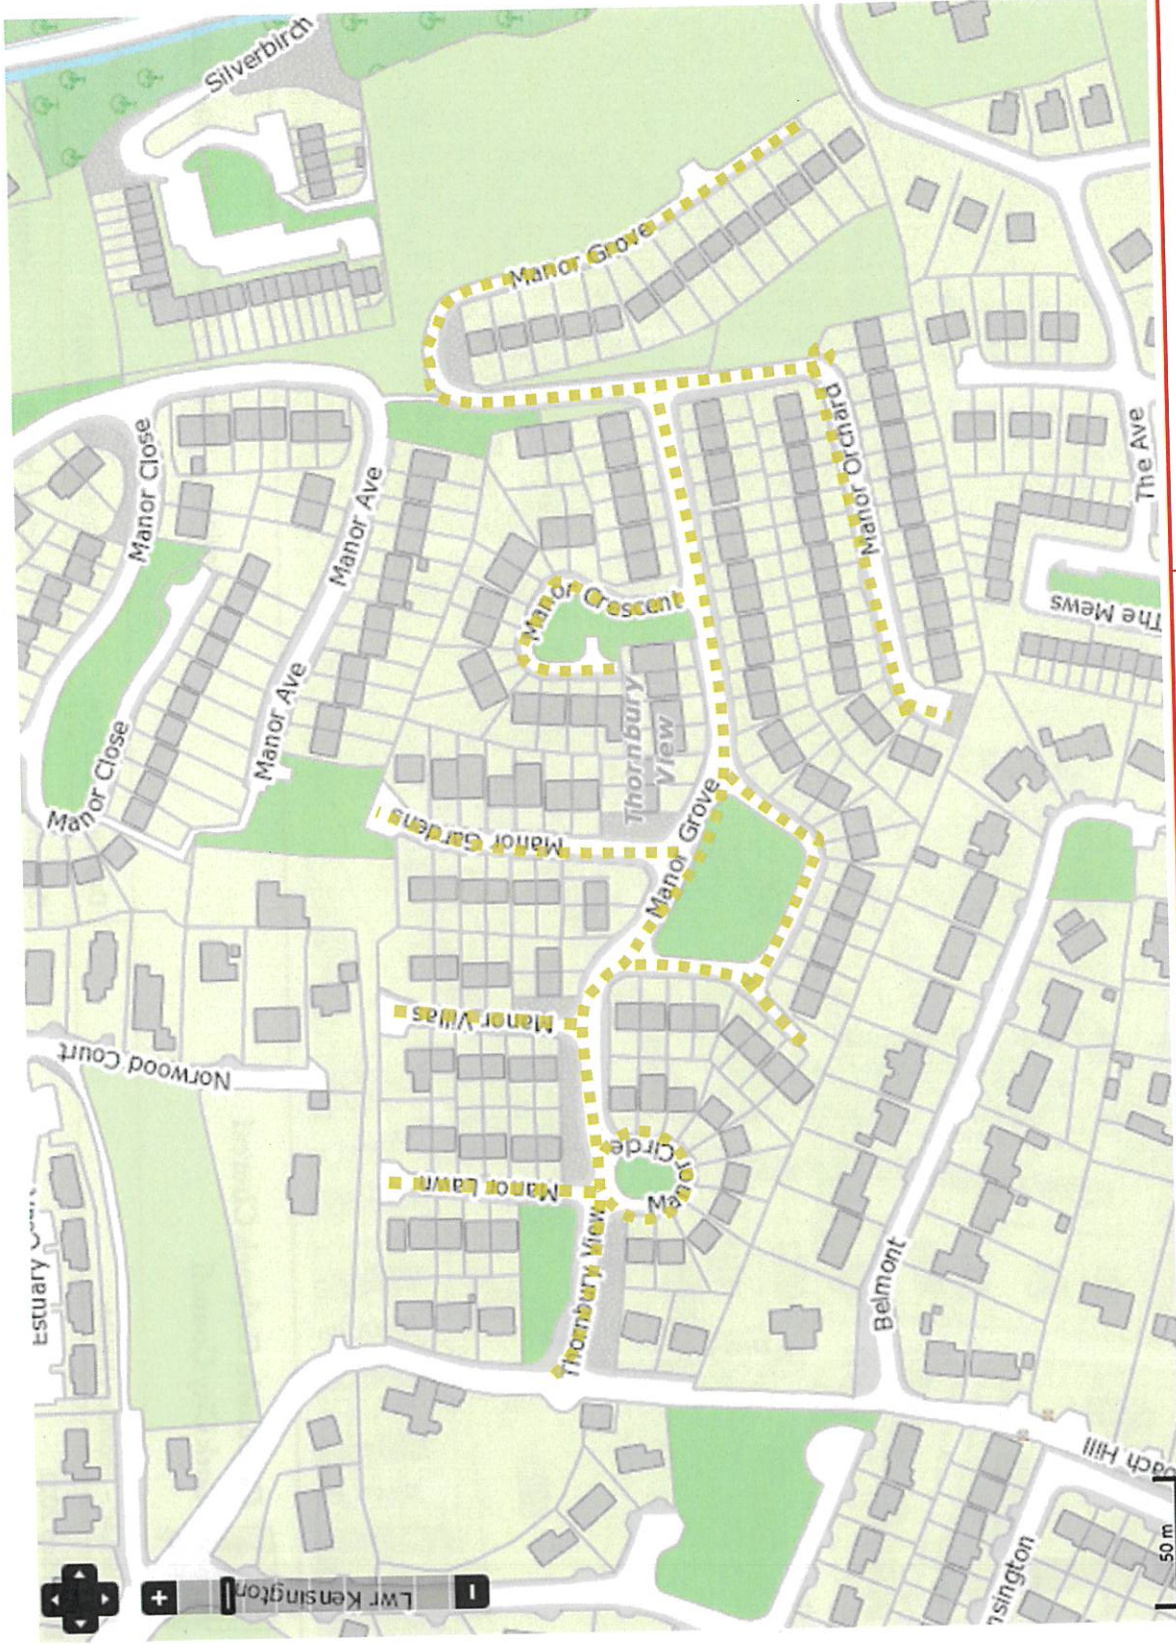 Silverbirch
Manor Close
Manor Grove
Manor Ave
Manor Orchard
The Ave
Manor Crescent
The Mews
Manor Ave
Manor Close
Thornbury
View
Manor Gardens
Manor Grove
Manor Villas
Norwood Court
Manor Lawn
Circle
Thornbury View
Estuary
Belmont
Hill
Lwr Kensington
+
−
50 m